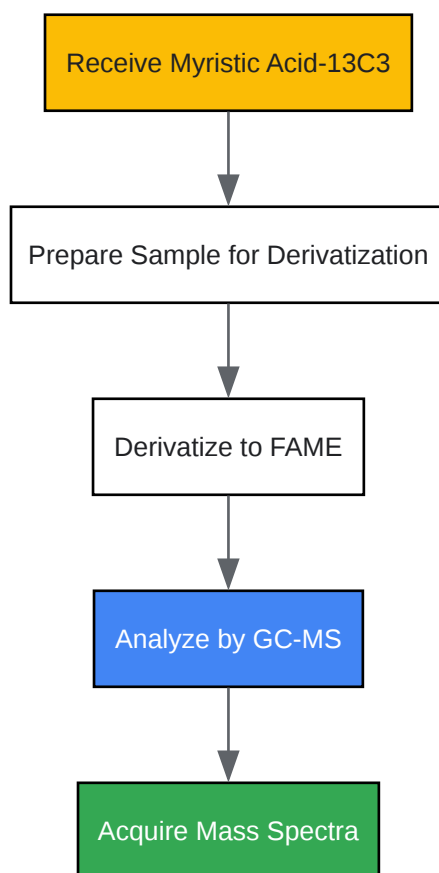 Receive Myristic Acid-13C3
Prepare Sample for Derivatization
Derivatize to FAME
Analyze by GC-MS
Acquire Mass Spectra